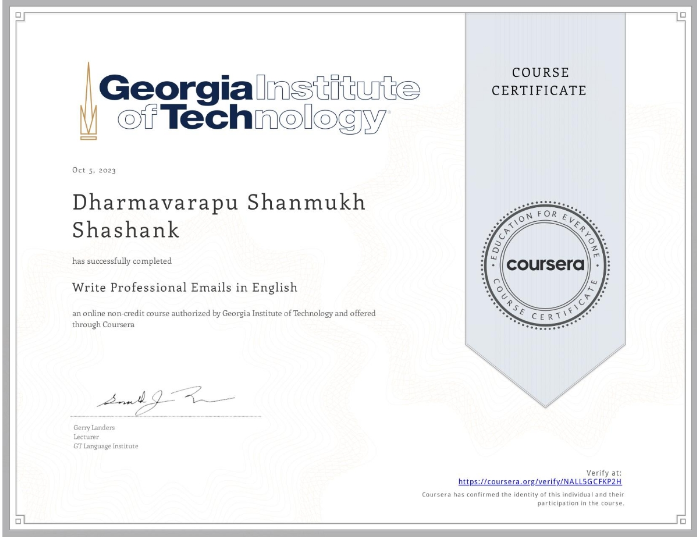 Georgia Institute
of Technology
COURSE
CERTIFICATE
Oct 5, 2023
Dharmavarapu Shanmukh
Shashank
has successfully completed
Write Professional Emails in English
an online non-credit course authorized by Georgia Institute of Technology and offered
through Coursera
EDUCATION FOR EVERYONE
coursera
COURSE CERTIFICATE
Gerry Landers
Lecturer
GT Language Institute
Verify at:
https://coursera.org/verify/NALL5GCFKP2H
Coursera has confirmed the identity of this individual and their
participation in the course.